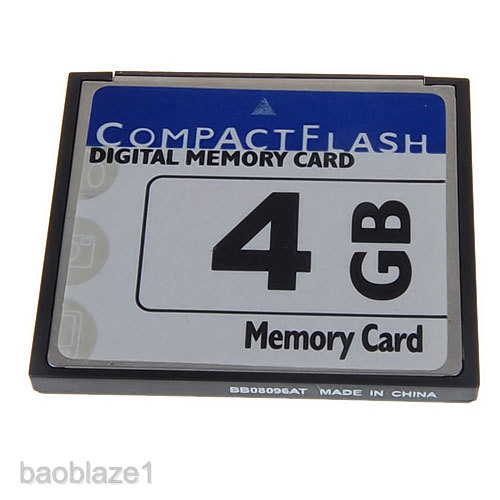 COMPACTFLASH
DIGITAL MEMORY CARD
4 GB
Memory Card
BB08096AT MADE IN CHINA
baoblaze1